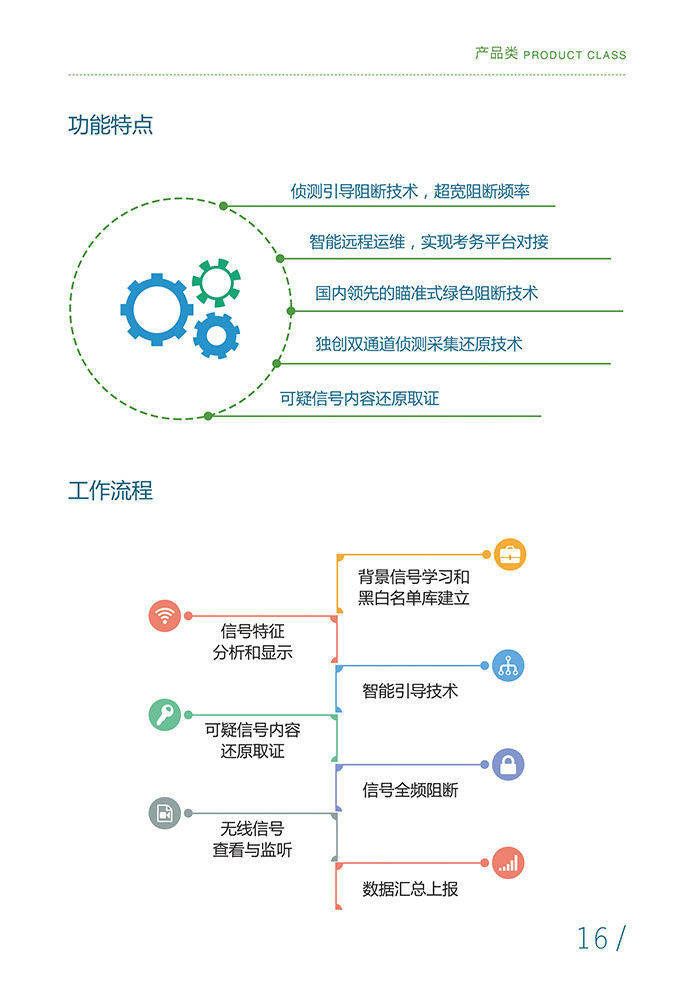 产品类 PRODUCT CLASS
功能特点
侦测引导阻断技术，超宽阻断频率
智能远程运维，实现考务平台对接
国内领先的瞄准式绿色阻断技术
独创双通道侦测采集还原技术
可疑信号内容还原取证
工作流程
背景信号学习和
黑白名单库建立
信号特征
分析和显示
智能引导技术
可疑信号内容
还原取证
信号全频阻断
无线信号
查看与监听
数据汇总上报
16/